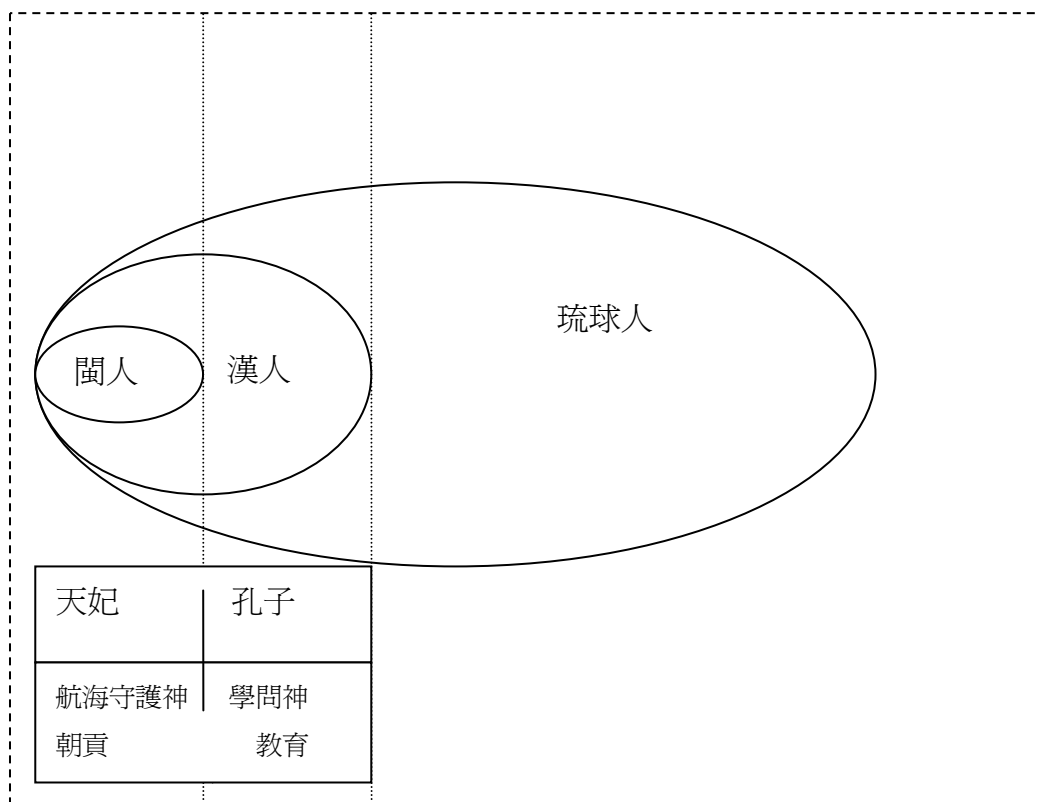 琉球人
閩人 漢人
天妃 孔子
航海守護神 學問神
朝貢 教育